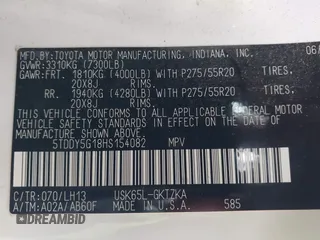 MFD. BY: TOYOTA MOTOR MANUFACTURING, INDIANA, INC. 06/
GVWR:3310KG (7300LB)
GAWR:FRT. 1810KG (4000LB) WITH P275/55R20 TIRES.
20X8J
RR. 1940KG (4280LB) WITH P275/55R20 TIRES.
20X8J
THIS VEHICLE CONFORMS TO ALL APPLICABLE
FEDERAL MOTOR VEHICLE SAFETY STANDARDS IN
EFFECT ON THE DATE OF MANUFACTURE SHOWN ABOVE.
5TDDY5G18HS154082 MPV
C/TR:070/LH13 USK65L-GKTZKA
A/TM:A02A/AB60F MADE IN U.S.A. 585
RIDESAFELY